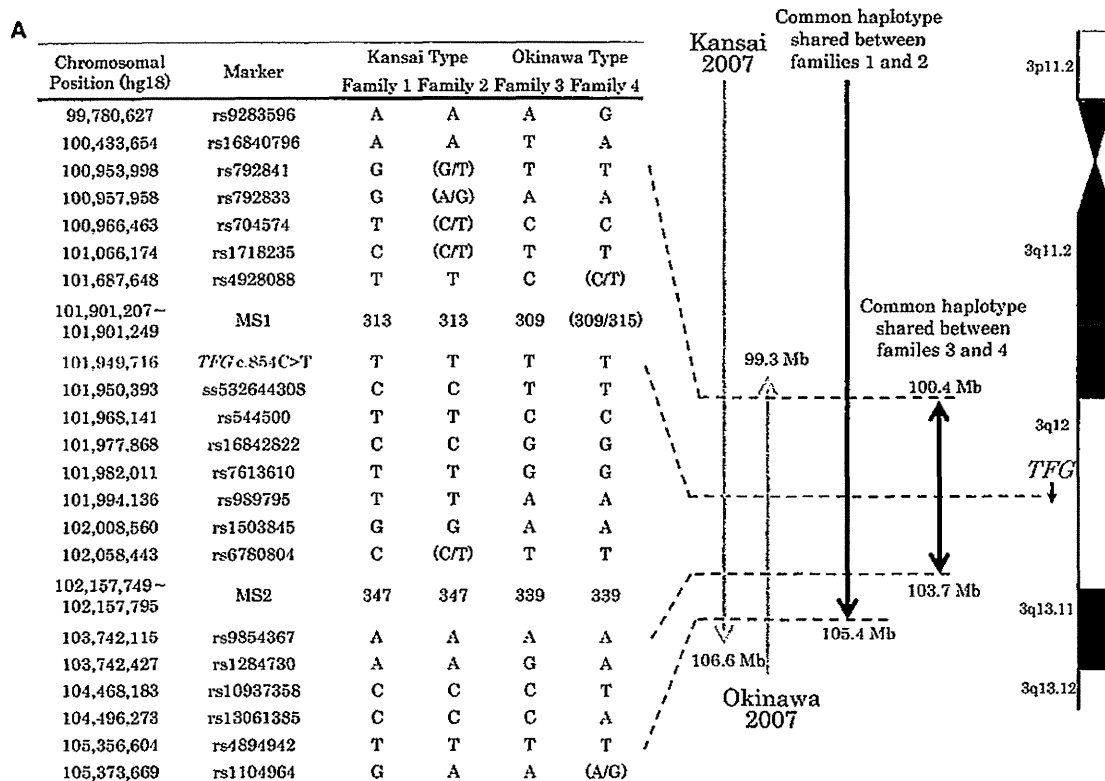 A
Chromosomal Position (hg18) Marker Kansai Type Okinawa Type
Family 1 Family 2 Family 3 Family 4
99,780,627 rs9283596 A A A G
100,433,654 rs16840796 A A T A
100,953,998 rs792841 G (G/T) T T
100,957,958 rs792833 G (A/G) A A
100,966,463 rs704574 T (C/T) C C
101,066,174 rs1718235 C (C/T) T T
101,687,648 rs4928088 T T C (C/T)
101,901,207~
101,901,249 MS1 313 313 309 (309/315)
101,949,716 TFG c.854C>T T T T T
101,950,393 ss532644308 C C T T
101,968,141 rs544500 T T C C
101,977,868 rs16842822 C C G G
101,982,011 rs7613610 T T G G
101,994,136 rs989795 T T A A
102,008,560 rs1503845 G G A A
102,058,443 rs6780804 C (C/T) T T
102,157,749~
102,157,795 MS2 347 347 339 339
103,742,115 rs9854367 A A A A
103,742,427 rs1284730 A A G A
104,468,183 rs10937358 C C C T
104,496,273 rs13061385 C C C A
105,356,604 rs4894942 T T T T
105,373,669 rs1104964 G A A (A/G)
Kansai
2007
Common haplotype
shared between
families 1 and 2
Common haplotype
shared between
familes 3 and 4
99.3 Mb
100.4 Mb
103.7 Mb
105.4 Mb
106.6 Mb
Okinawa
2007
3p11.2
3q11.2
3q12
TFG
3q13.11
3q13.12